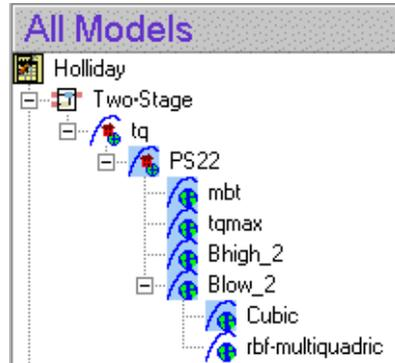 All Models
Holliday
Two-Stage
tq
PS22
mbt
tqmax
Bhigh_2
Blow_2
Cubic
rbf-multiquadric